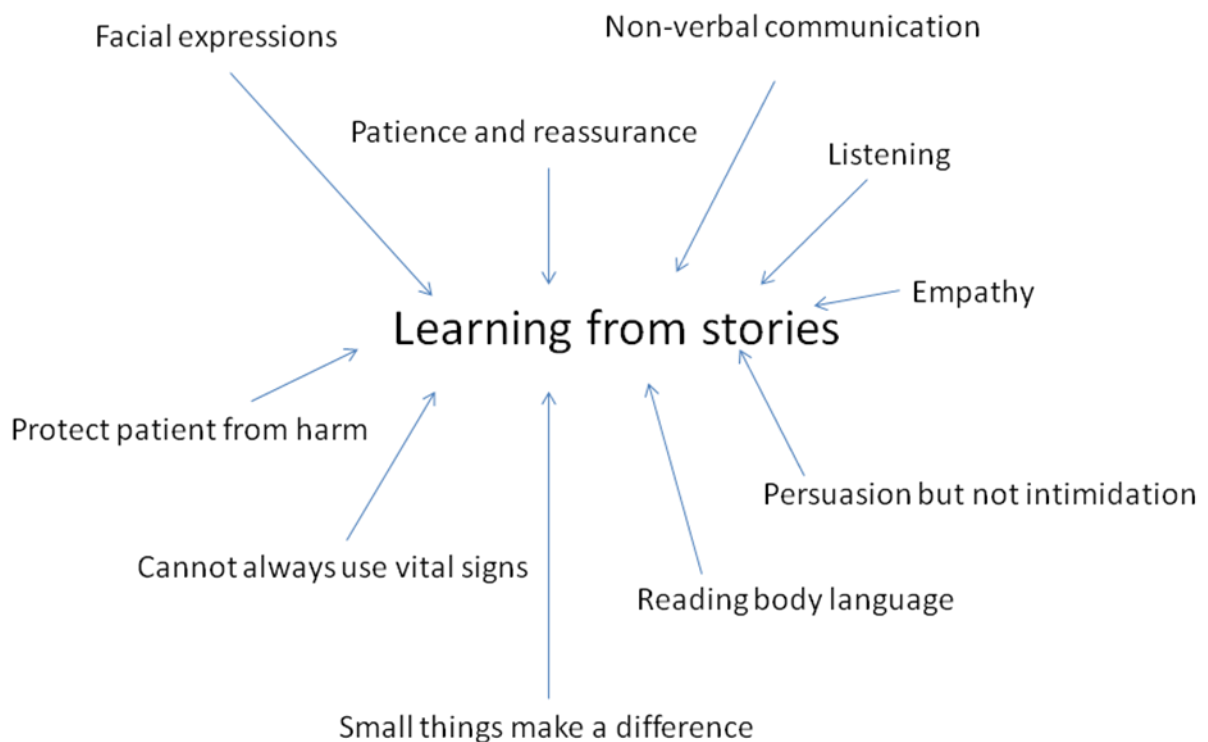 Facial expressions
Non-verbal communication
Patience and reassurance
Listening
Empathy
Learning from stories
Protect patient from harm
Persuasion but not intimidation
Cannot always use vital signs
Reading body language
Small things make a difference